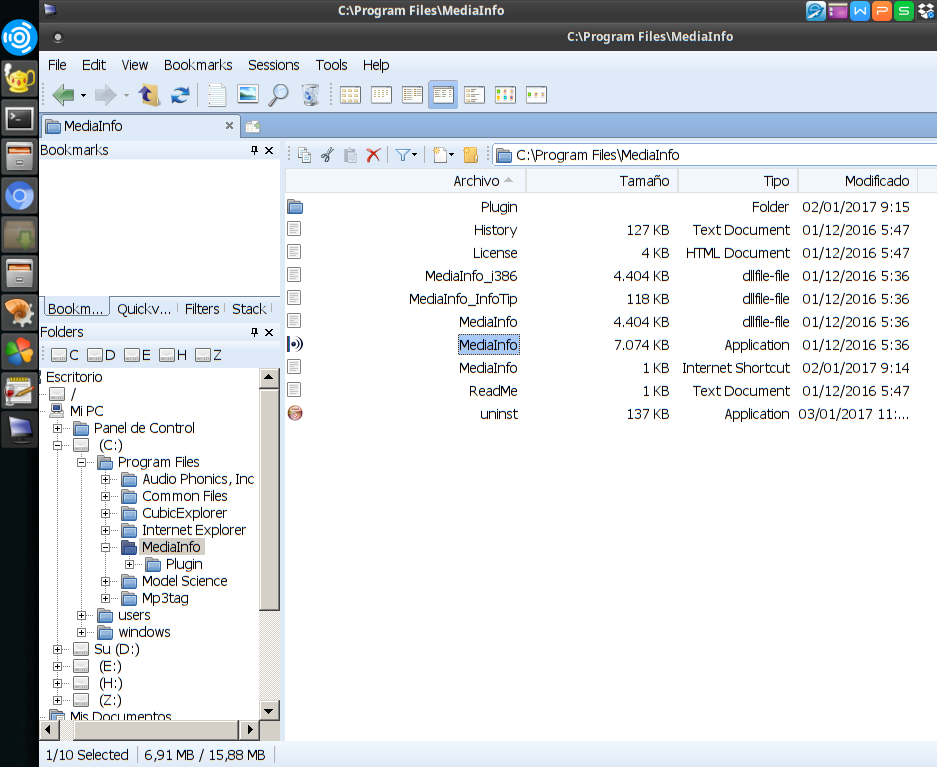 C:\Program Files\MediaInfo
W P S
C:\Program Files\MediaInfo
File Edit View Bookmarks Sessions Tools Help
MediaInfo
Bookmarks
C:\Program Files\MediaInfo
Archivo Tamaño Tipo Modificado
Plugin Folder 02/01/2017 9:15
History 127 KB Text Document 01/12/2016 5:47
License 4 KB HTML Document 01/12/2016 5:47
MediaInfo_i386 4.404 KB dllfile-file 01/12/2016 5:36
MediaInfo_InfoTip 118 KB dllfile-file 01/12/2016 5:36
MediaInfo 4.404 KB dllfile-file 01/12/2016 5:36
MediaInfo 7.074 KB Application 01/12/2016 5:36
MediaInfo 1 KB Internet Shortcut 02/01/2017 9:14
ReadMe 1 KB Text Document 01/12/2016 5:47
uninst 137 KB Application 03/01/2017 11:...
Bookm... Quickv... Filters Stack
Folders
C D E H Z
Escritorio
/
Mi PC
Panel de Control
(C:)
Program Files
Audio Phonics, Inc
Common Files
CubicExplorer
Internet Explorer
MediaInfo
Plugin
Model Science
Mp3tag
users
windows
Su (D:)
(E:)
(H:)
(Z:)
Mis Documentos
1/10 Selected 6,91 MB / 15,88 MB